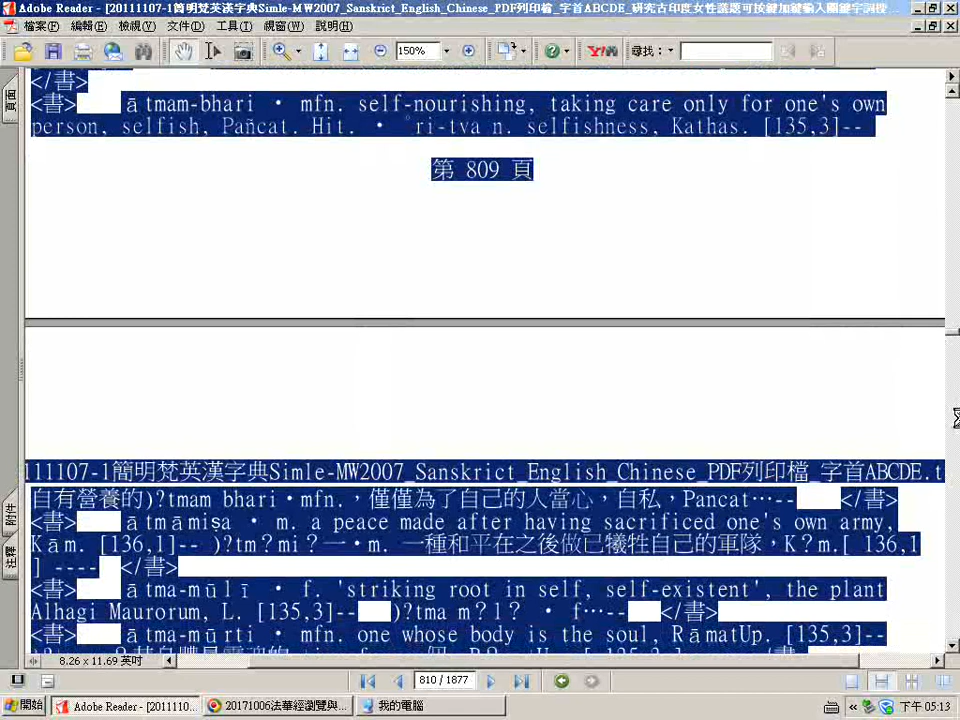 Adobe Reader - [20111107-1簡明梵英漢字典Simle-MW2007_Sanskrict_English_Chinese_PDF列印檔_字首ABCDE_研究古印度女性議題可按鍵加鍵輸入關鍵字詞搜
檔案(F) 編輯(E) 檢視(V) 文件(D) 工具(T) 視窗(W) 說明(H)
150% 尋找：
</書>
<書> ātmam-bhari • mfn. self-nourishing, taking care only for one's own
person, selfish, Pañcat. Hit. • °ri-tva n. selfishness, Kathas. [135,3]--
第 809 頁
111107-1簡明梵英漢字典Simle-MW2007_Sanskrict_English_Chinese_PDF列印檔_字首ABCDE.t
自有營養的)?tmam bhari•mfn.，僅僅為了自己的人當心，自私，Pancat…-- </書>
<書> ātmāmiṣa • m. a peace made after having sacrificed one's own army,
Kām. [136,1]-- )?tm?mi?一•m. 一種和平在之後做已犧牲自己的軍隊，K?m.[ 136,1
] ---- </書>
<書> ātma-mūlī • f. 'striking root in self, self-existent', the plant
Alhagi Maurorum, L. [135,3]-- )?tma m?l? • f…-- </書>
<書> ātma-mūrti • mfn. one whose body is the soul, RāmatUp. [135,3]--
頁面
附件
注釋
8.26 x 11.69 英吋
810 / 1877
開始 Adobe Reader - [2011110... 20171006法華經瀏覽與... 我的電腦 下午 05:13